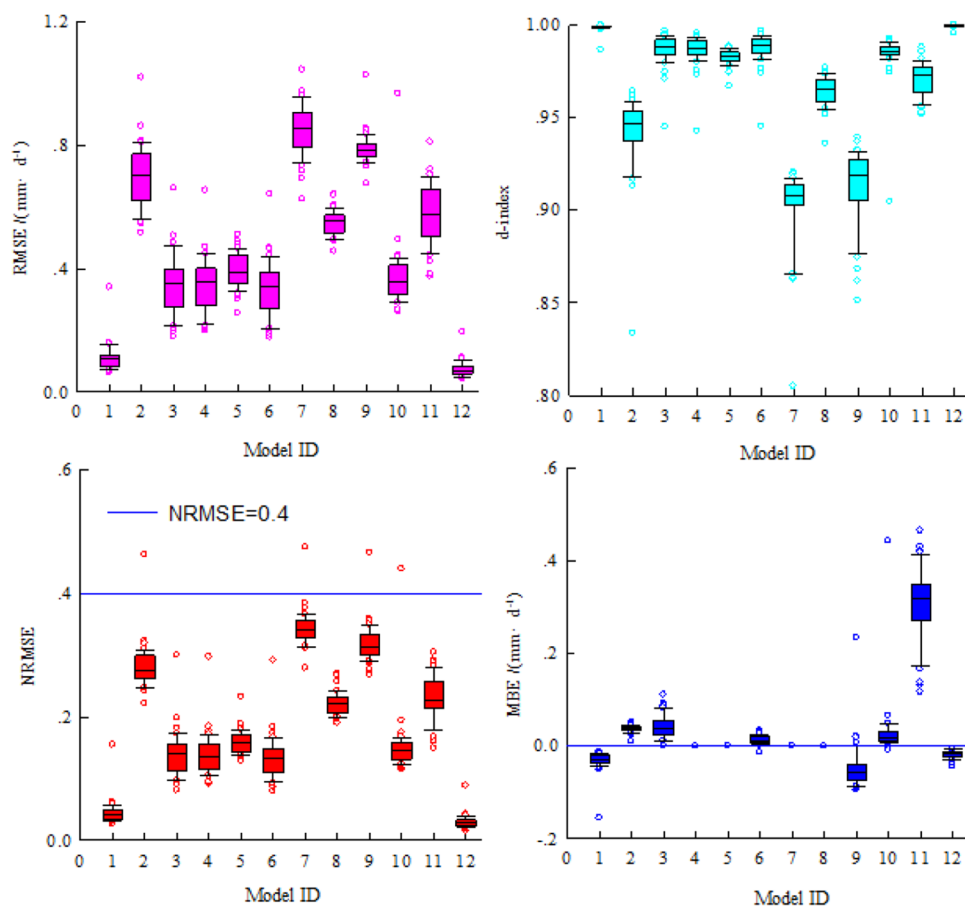 1.2
.8
.4
0.0
RMSE /(mm· d⁻¹)
0 1 2 3 4 5 6 7 8 9 10 11 12
Model ID
1.00
.95
.90
.85
.80
d-index
0 1 2 3 4 5 6 7 8 9 10 11 12
Model ID
.6
.4
.2
0.0
NRMSE
NRMSE=0.4
0 1 2 3 4 5 6 7 8 9 10 11 12
Model ID
.6
.4
.2
0.0
-.2
MBE /(mm· d⁻¹)
0 1 2 3 4 5 6 7 8 9 10 11 12
Model ID